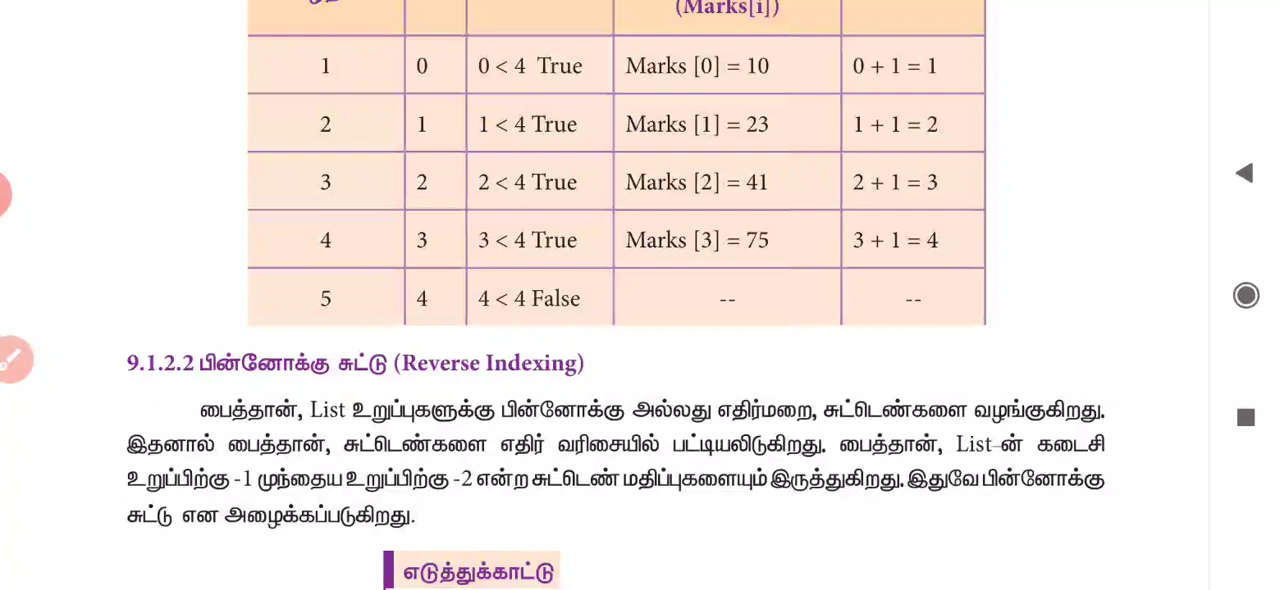 (Marks[i])
1 0 0 < 4 True Marks [0] = 10 0 + 1 = 1
2 1 1 < 4 True Marks [1] = 23 1 + 1 = 2
3 2 2 < 4 True Marks [2] = 41 2 + 1 = 3
4 3 3 < 4 True Marks [3] = 75 3 + 1 = 4
5 4 4 < 4 False -- --
9.1.2.2 பின்னோக்கு சுட்டு (Reverse Indexing)
பைத்தான், List உறுப்புகளுக்கு பின்னோக்கு அல்லது எதிர்மறை, சுட்டெண்களை வழங்குகிறது.
இதனால் பைத்தான், சுட்டெண்களை எதிர் வரிசையில் பட்டியலிடுகிறது. பைத்தான், List-ன் கடைசி
உறுப்பிற்கு -1 முந்தைய உறுப்பிற்கு -2 என்ற சுட்டெண் மதிப்புகளையும் இருத்துகிறது. இதுவே பின்னோக்கு
சுட்டு என அழைக்கப்படுகிறது.
எடுத்துக்காட்டு